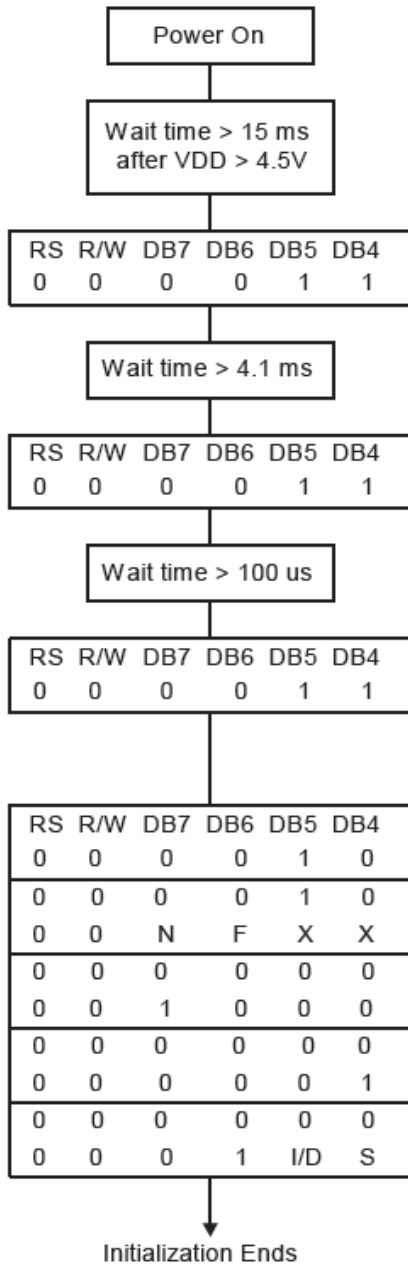 Power On
Wait time > 15 ms
after VDD > 4.5V
RS R/W DB7 DB6 DB5 DB4
0 0 0 0 1 1
Wait time > 4.1 ms
RS R/W DB7 DB6 DB5 DB4
0 0 0 0 1 1
Wait time > 100 us
RS R/W DB7 DB6 DB5 DB4
0 0 0 0 1 1
RS R/W DB7 DB6 DB5 DB4
0 0 0 0 1 0
0 0 0 0 1 0
0 0 N F X X
0 0 0 0 0 0
0 0 1 0 0 0
0 0 0 0 0 0
0 0 0 0 0 1
0 0 0 0 0 0
0 0 0 1 I/D S
Initialization Ends